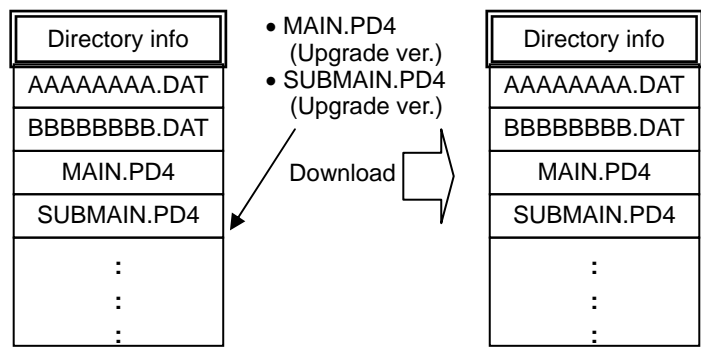 Directory info
AAAAAAAA.DAT
BBBBBBBB.DAT
MAIN.PD4
SUBMAIN.PD4
:
:
:
• MAIN.PD4
(Upgrade ver.)
• SUBMAIN.PD4
(Upgrade ver.)
Download
Directory info
AAAAAAAA.DAT
BBBBBBBB.DAT
MAIN.PD4
SUBMAIN.PD4
:
:
: